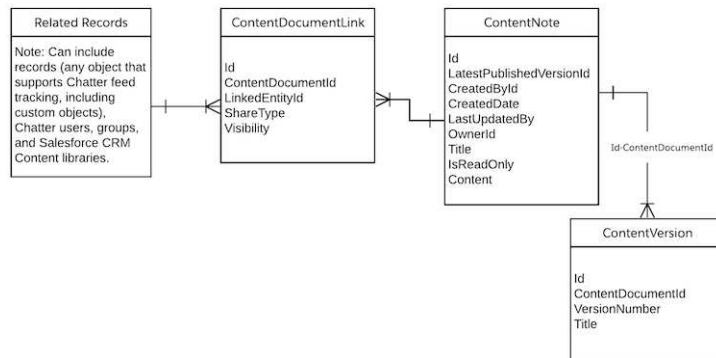 Related Records
Note: Can include
records (any object that
supports Chatter feed
tracking, including
custom objects),
Chatter users, groups,
and Salesforce CRM
Content libraries.
ContentDocumentLink
Id
ContentDocumentId
LinkedEntityId
ShareType
Visibility
ContentNote
Id
LatestPublishedVersionId
CreatedById
CreatedDate
LastUpdatedBy
OwnerId
Title
IsReadOnly
Content
Id-ContentDocumentId
ContentVersion
Id
ContentDocumentId
VersionNumber
Title